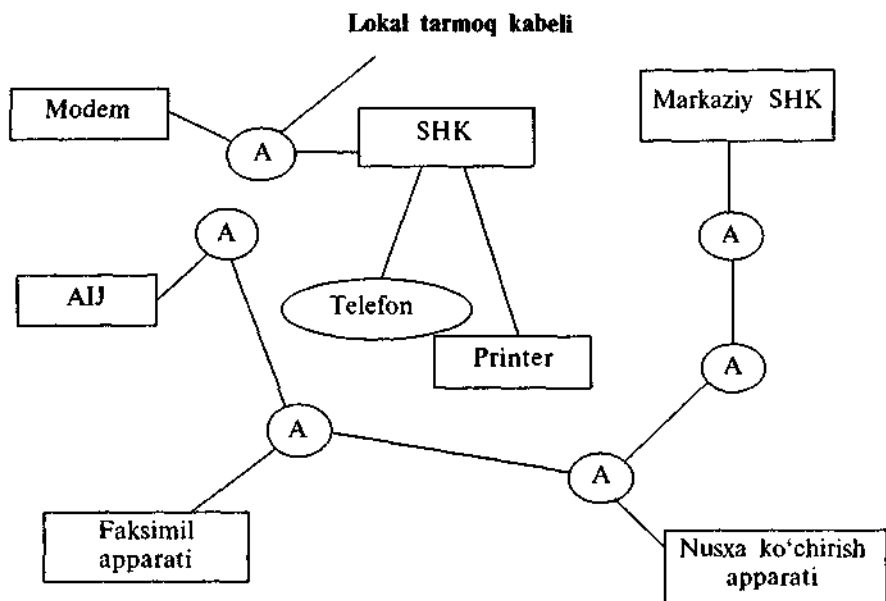 Lokal tarmoq kabeli
Modem
A
SHK
Markaziy SHK
A
A
AIJ
Telefon
Printer
A
A
A
Faksimil
apparati
Nusxa ko‘chirish
apparati